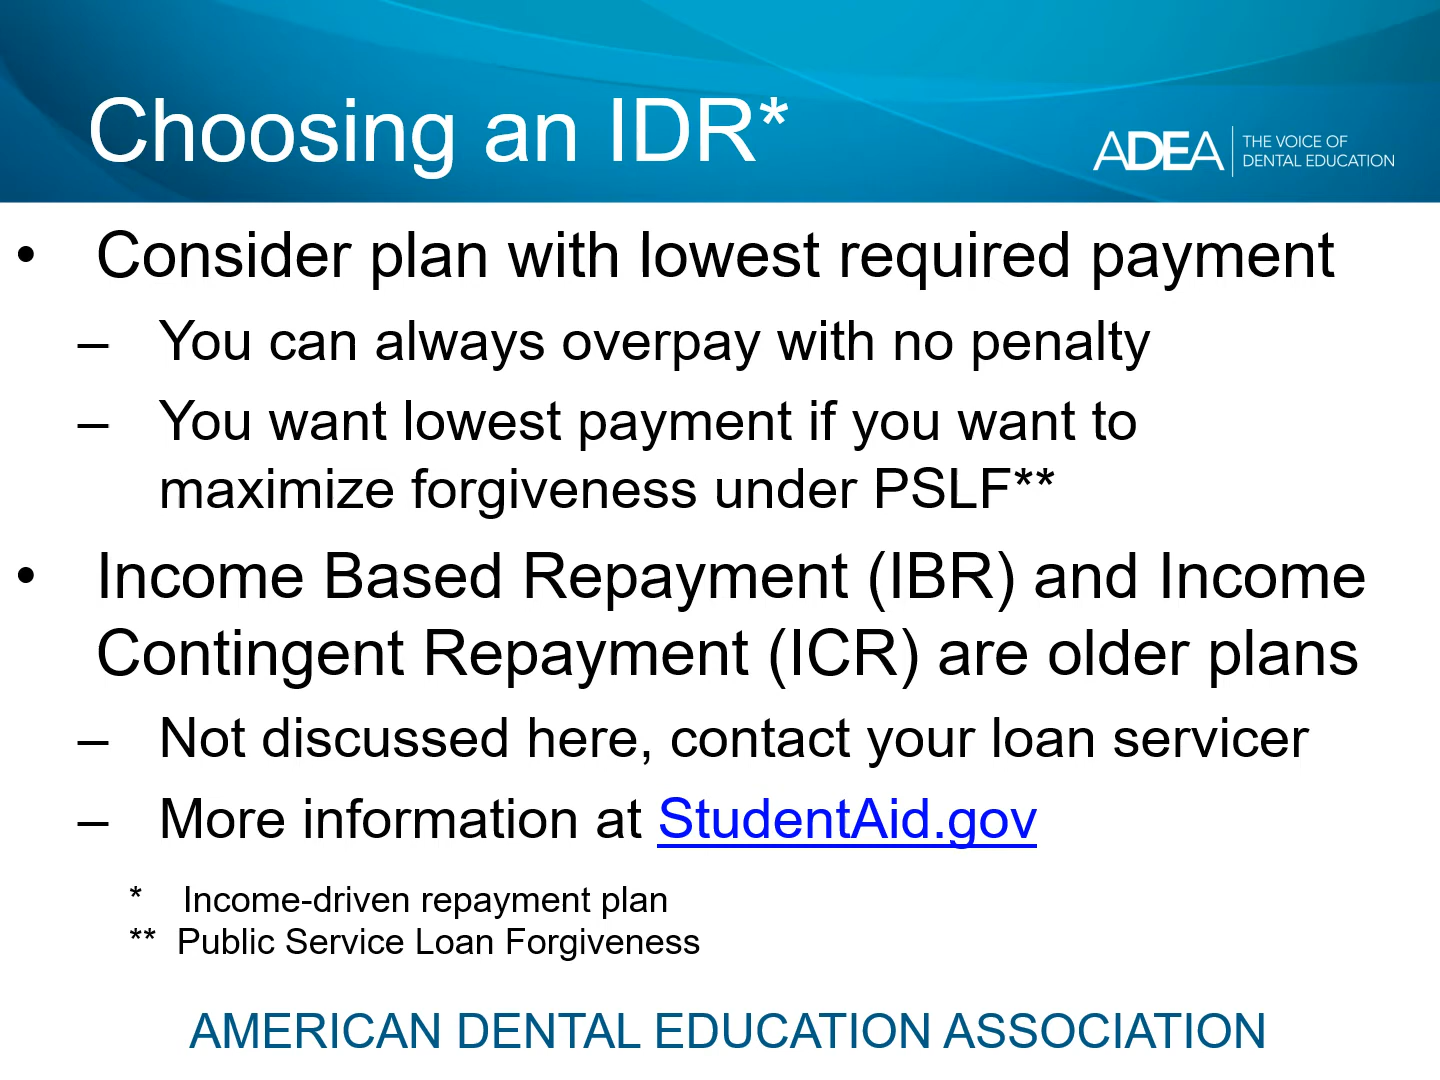 Choosing an IDR*
ADEA
THE VOICE OF
DENTAL EDUCATION
• Consider plan with lowest required payment
– You can always overpay with no penalty
– You want lowest payment if you want to
maximize forgiveness under PSLF**
• Income Based Repayment (IBR) and Income
Contingent Repayment (ICR) are older plans
– Not discussed here, contact your loan servicer
– More information at StudentAid.gov
* Income-driven repayment plan
** Public Service Loan Forgiveness
AMERICAN DENTAL EDUCATION ASSOCIATION